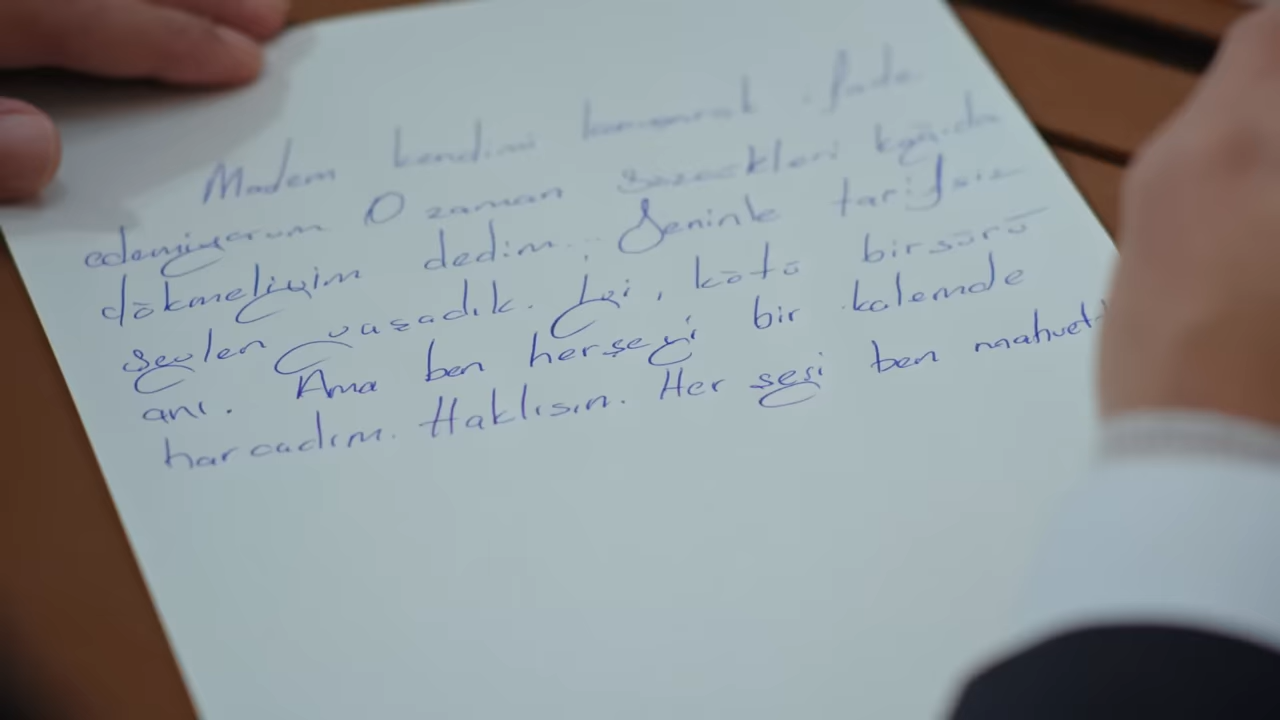 Madem kendimi konuşarak ifade
edemiyorum O zaman sözcükleri kağıda
dökmeliyim dedim. Seninle tarifsiz
şeyler yaşadık. İyi, kötü birsürü
anı. Ama ben herşeyi bir kalemde
harcadım. Haklısın. Her şeyi ben mahvet